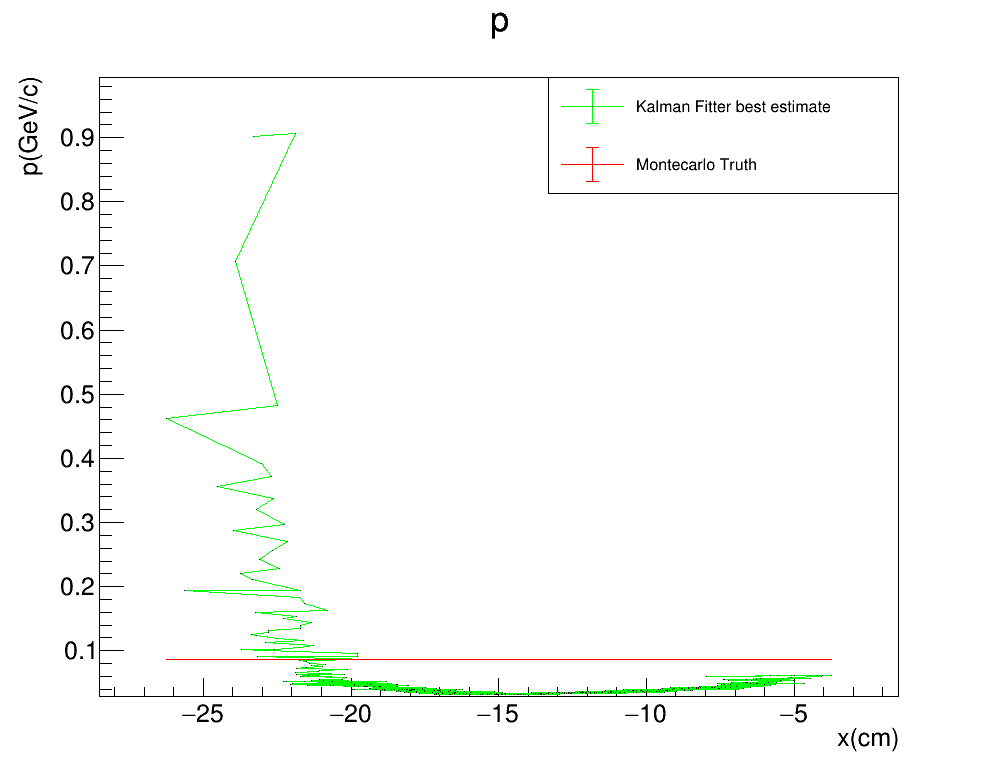 p
p(GeV/c)
Kalman Fitter best estimate
Montecarlo Truth
0.9
0.8
0.7
0.6
0.5
0.4
0.3
0.2
0.1
−25 −20 −15 −10 −5
x(cm)